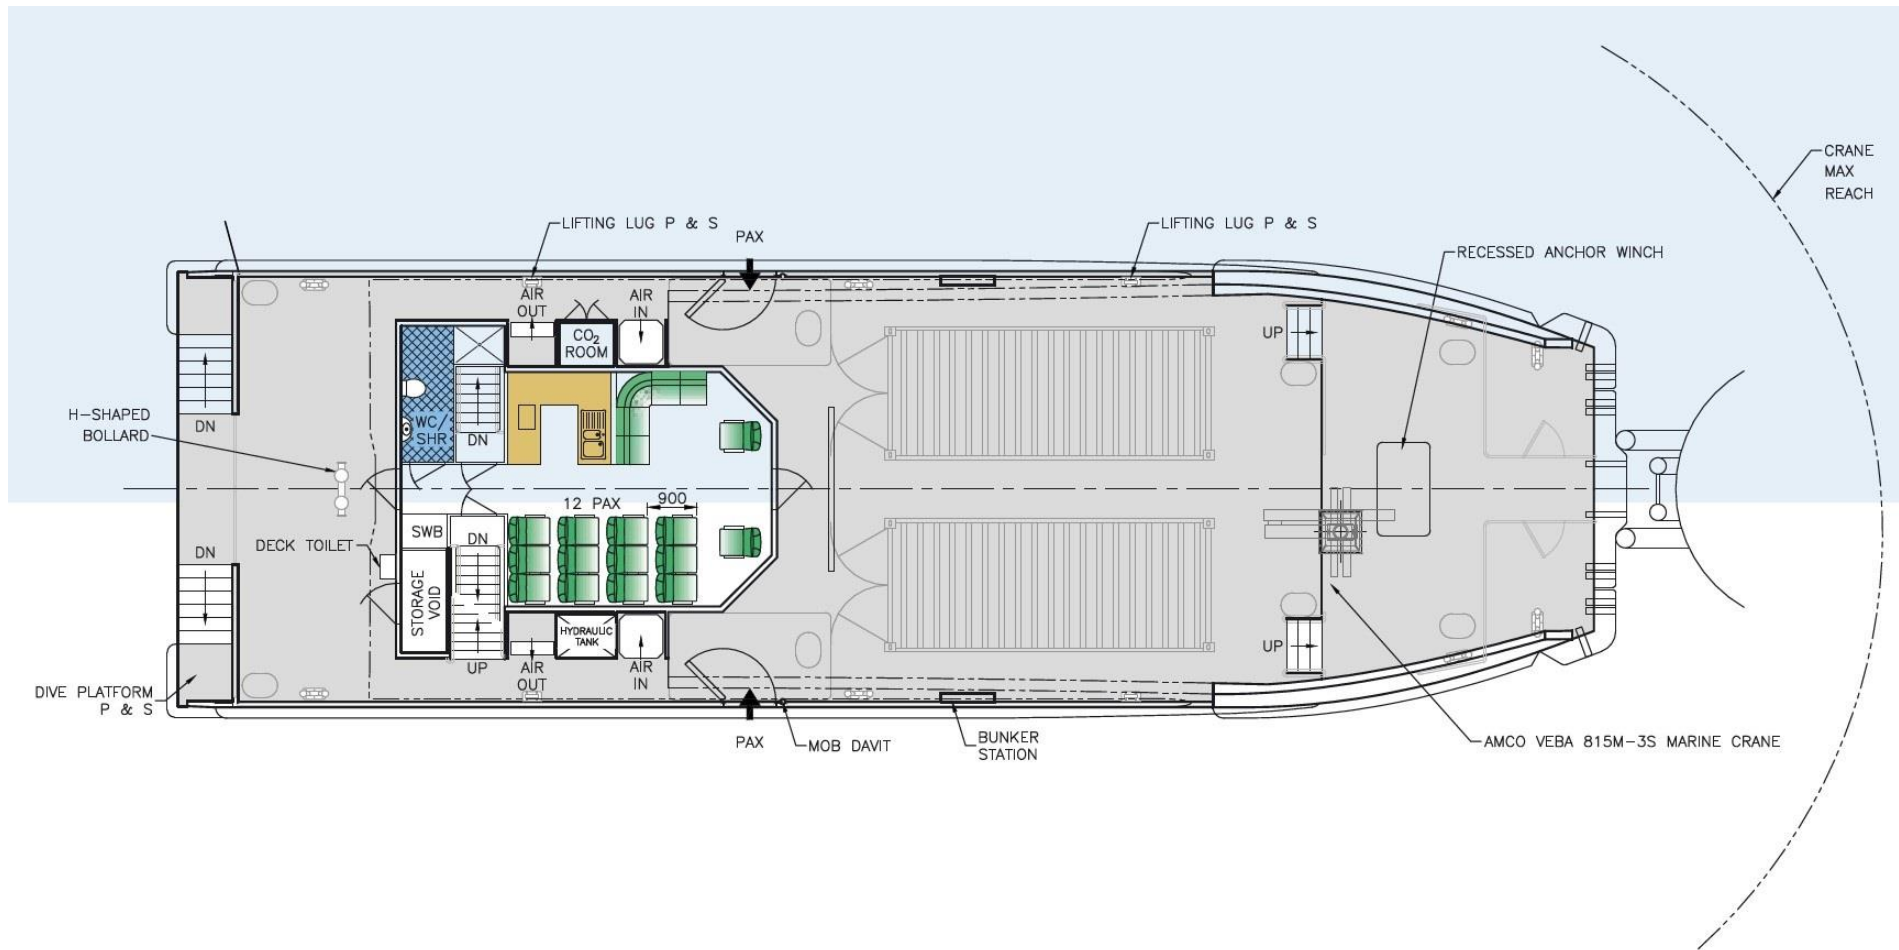 CRANE
MAX
REACH
LIFTING LUG P & S
PAX
LIFTING LUG P & S
RECESSED ANCHOR WINCH
AIR
OUT
CO2
ROOM
AIR
IN
UP
H-SHAPED
BOLLARD
DN
WC/
SHR
DN
12 PAX
900
SWB
DN
DECK TOILET
DN
STORAGE
VOID
HYDRAULIC
TANK
UP
AIR
OUT
AIR
IN
UP
DIVE PLATFORM
P & S
PAX
MOB DAVIT
BUNKER
STATION
AMCO VEBA 815M-3S MARINE CRANE